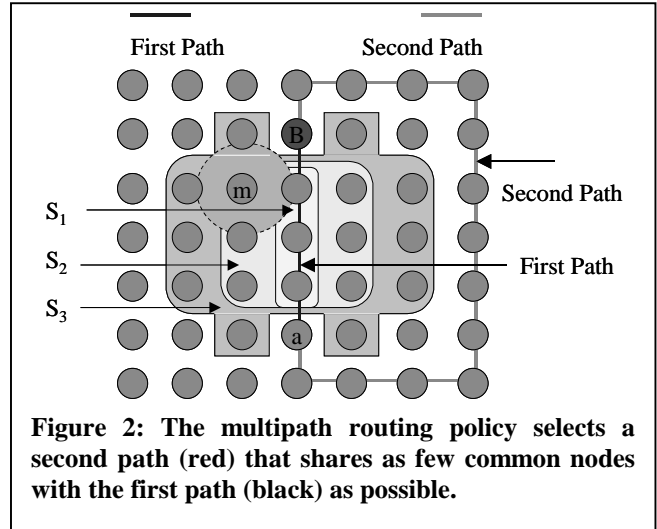 First Path Second Path
B
m
S1
Second Path
S2
First Path
S3
a
Figure 2: The multipath routing policy selects a
second path (red) that shares as few common nodes
with the first path (black) as possible.